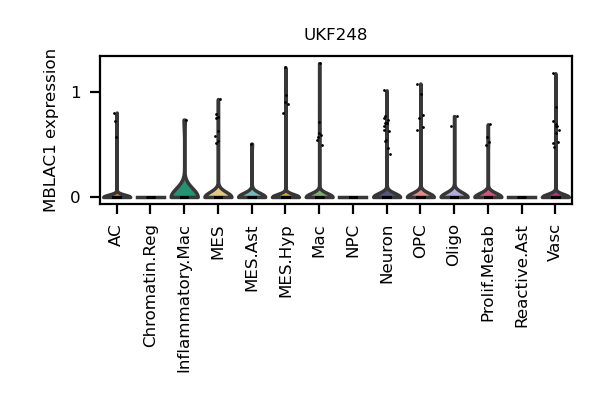 UKF248
MBLAC1 expression
1
0
AC
Chromatin.Reg
Inflammatory.Mac
MES
MES.Ast
MES.Hyp
Mac
NPC
Neuron
OPC
Oligo
Prolif.Metab
Reactive.Ast
Vasc